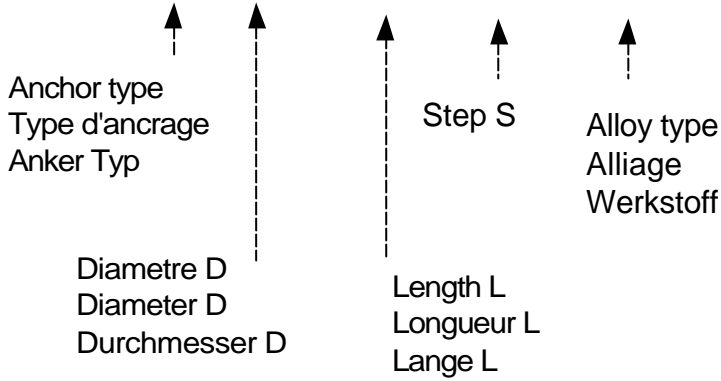 Anchor type
Type d'ancrage
Anker Typ
Step S
Alloy type
Alliage
Werkstoff
Diametre D
Diameter D
Durchmesser D
Length L
Longueur L
Lange L